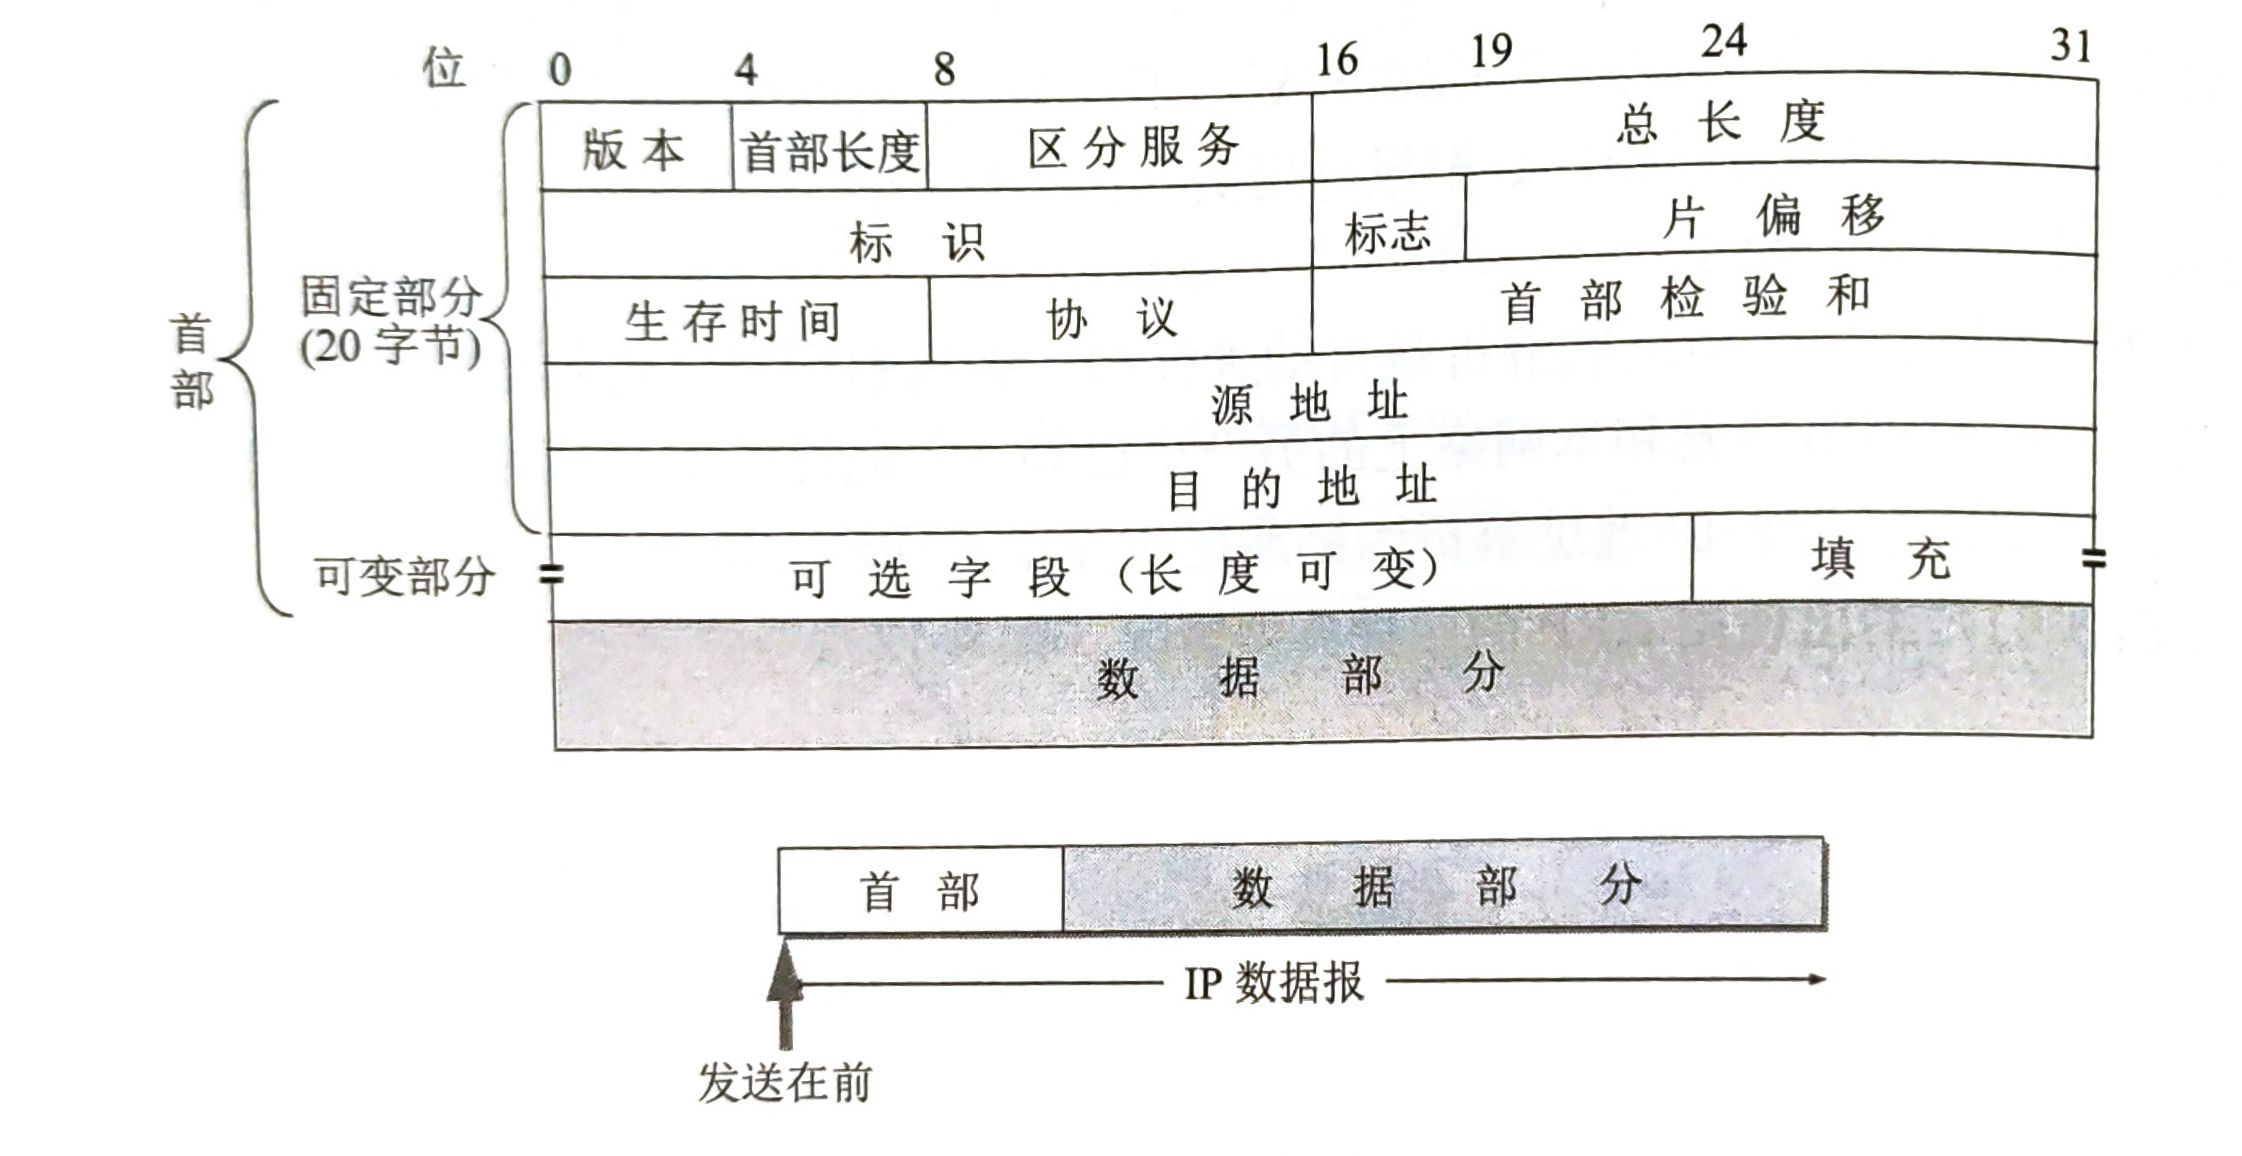 位 0 4 8 16 19 24 31
版本 首部长度 区分服务 总长度
标识 标志 片偏移
生存时间 协议 首部检验和
源地址
目的地址
可选字段（长度可变） 填充
数据部分
首部
固定部分
(20 字节)
可变部分
首部 数据部分
IP 数据报
发送在前